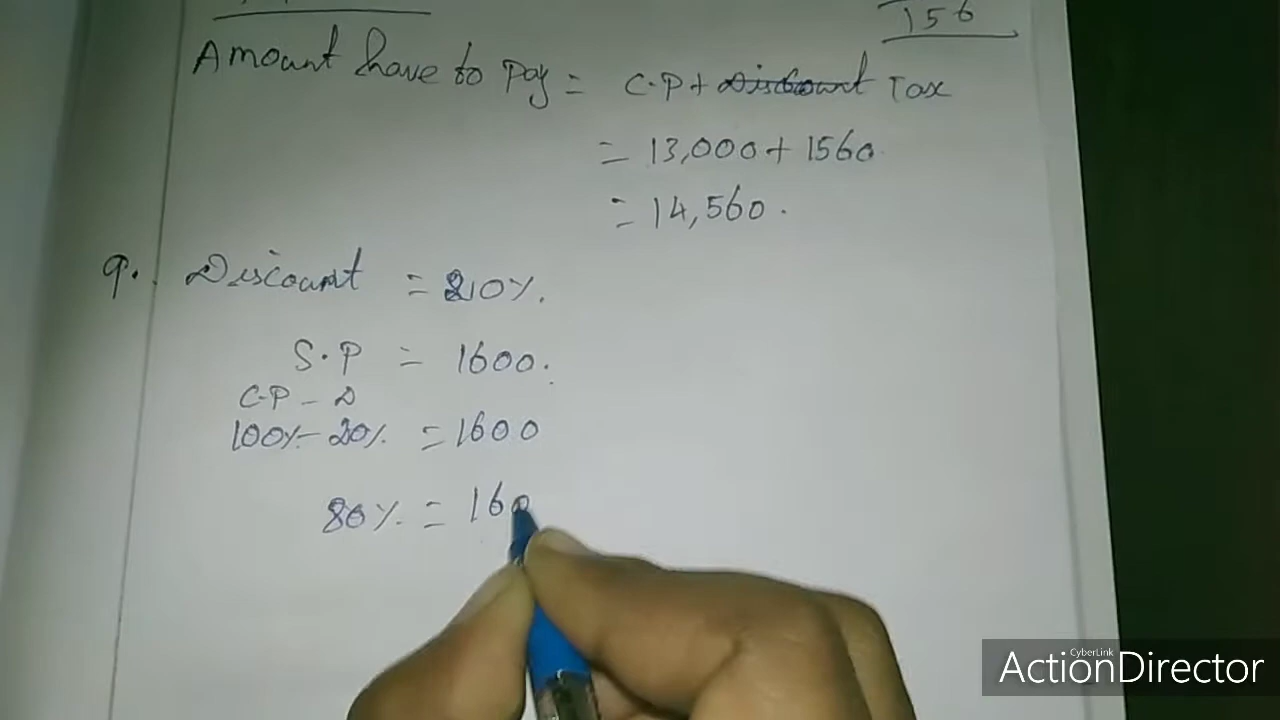 156
Amount have to Pay = C.P + Discount Tax
= 13,000 + 1560
= 14,560.
9. Discount = 20%.
S.P = 1600.
C.P - D
100% - 20% = 1600
80% = 160
CyberLink
ActionDirector